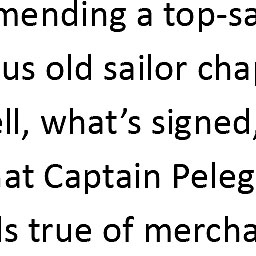 mending a top-sa
us old sailor chap
ell, what's signed,
at Captain Peleg
ls true of mercha